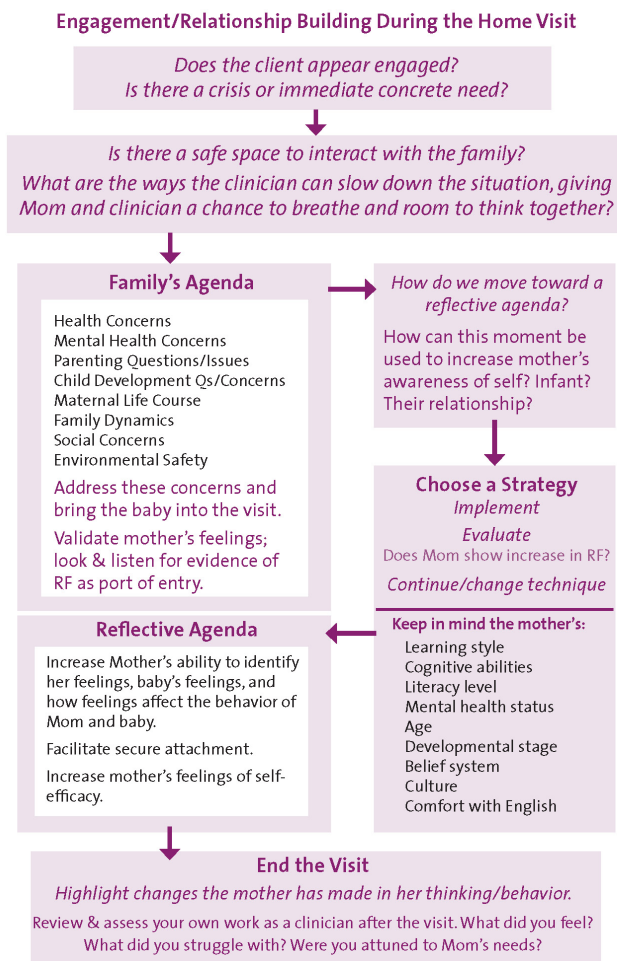 Engagement/Relationship Building During the Home Visit
Does the client appear engaged?
Is there a crisis or immediate concrete need?
Is there a safe space to interact with the family?
What are the ways the clinician can slow down the situation, giving
Mom and clinician a chance to breathe and room to think together?
Family's Agenda
Health Concerns
Mental Health Concerns
Parenting Questions/Issues
Child Development Qs/Concerns
Maternal Life Course
Family Dynamics
Social Concerns
Environmental Safety
Address these concerns and
bring the baby into the visit.
Validate mother's feelings;
look & listen for evidence of
RF as port of entry.
How do we move toward a
reflective agenda?
How can this moment be
used to increase mother's
awareness of self? Infant?
Their relationship?
Choose a Strategy
Implement
Evaluate
Does Mom show increase in RF?
Continue/change technique
Keep in mind the mother's:
Learning style
Cognitive abilities
Literacy level
Mental health status
Age
Developmental stage
Belief system
Culture
Comfort with English
Reflective Agenda
Increase Mother's ability to identify
her feelings, baby's feelings, and
how feelings affect the behavior of
Mom and baby.
Facilitate secure attachment.
Increase mother's feelings of self-
efficacy.
End the Visit
Highlight changes the mother has made in her thinking/behavior.
Review & assess your own work as a clinician after the visit. What did you feel?
What did you struggle with? Were you attuned to Mom's needs?